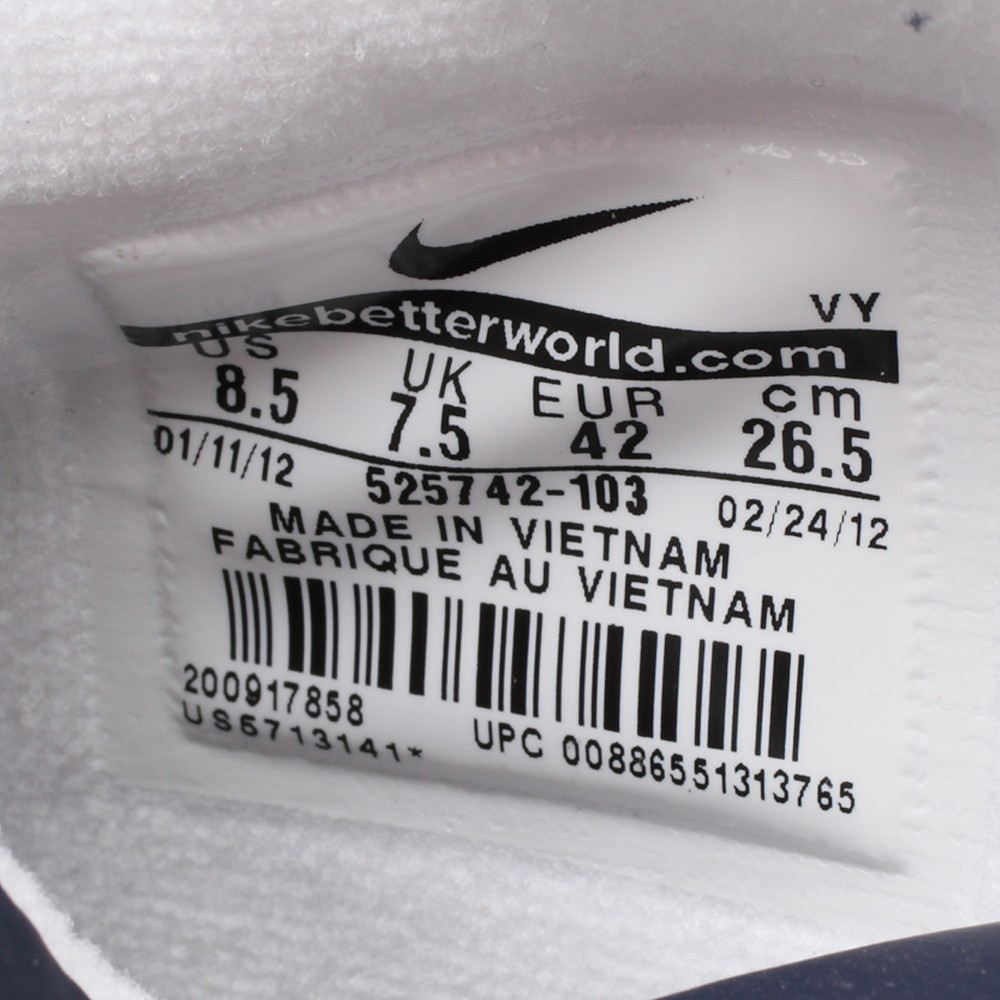 VY
nikebetterworld.com
US UK EUR cm
8.5 7.5 42 26.5
01/11/12 525742-103 02/24/12
MADE IN VIETNAM
FABRIQUE AU VIETNAM
200917858
US6713141* UPC 00886551313765